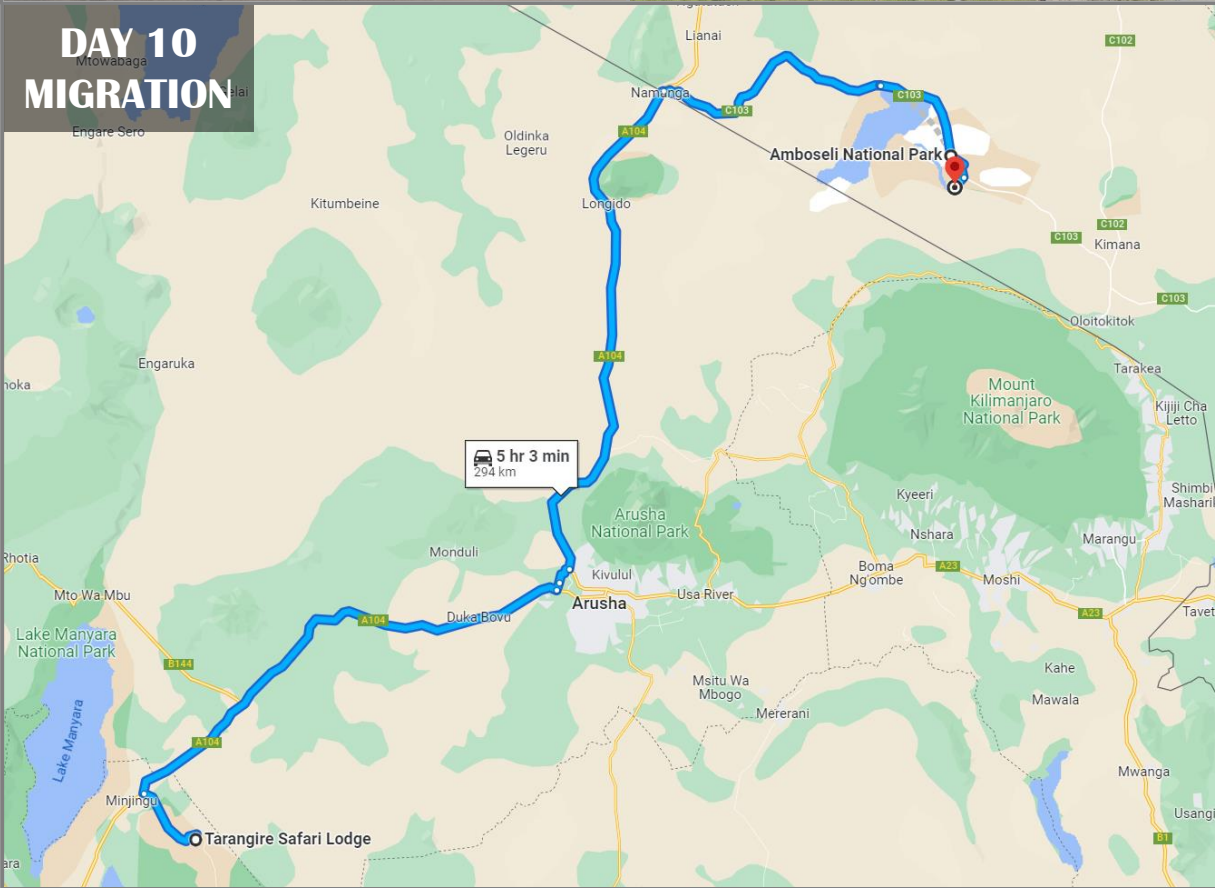 DAY 10
MIGRATION
Mtowabaga
Engare Sero
Lianai
C102
Namanga
C103
C103
A104
Oldinka
Legeru
Amboseli National Park
Kitumbeine
Longido
C102
C103
Kimana
C103
Oloitokitok
A104
Engaruka
Tarakea
Mount
Kilimanjaro
National Park
Kijiji Cha
Letto
5 hr 3 min
294 km
Arusha
National Park
Kyeeri
Shimbi
Masharik
Nshara
Marangu
Monduli
Rhotia
Kivulul
Boma
Ng'ombe
A23
Moshi
Mto Wa Mbu
Usa River
Arusha
Duka Bovu
A104
A23
Tavet
Lake Manyara
National Park
B144
Kahe
Msitu Wa
Mbogo
Mawala
Mererani
Lake Manyara
A104
Mwanga
Minjingu
Usangi
Tarangire Safari Lodge
B1